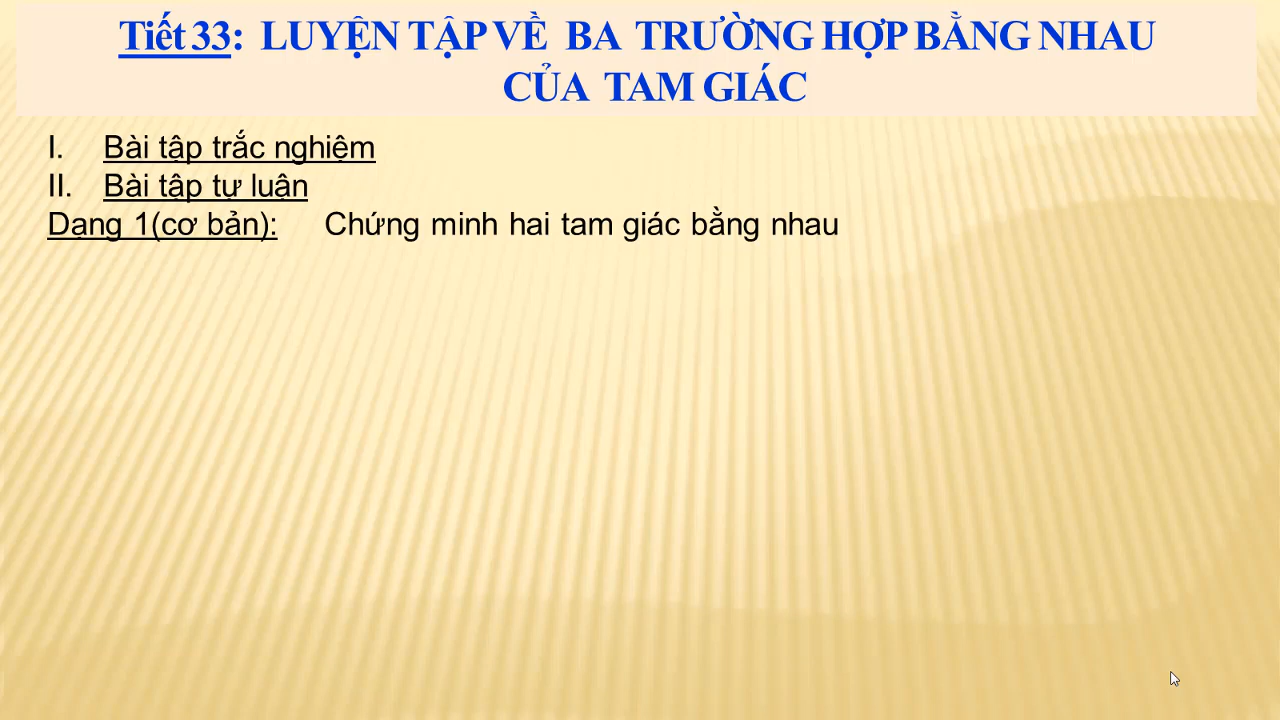 Tiết 33: LUYỆN TẬP VỀ BA TRƯỜNG HỢP BẰNG NHAU
CỦA TAM GIÁC
I. Bài tập trắc nghiệm
II. Bài tập tự luận
Dạng 1(cơ bản): Chứng minh hai tam giác bằng nhau